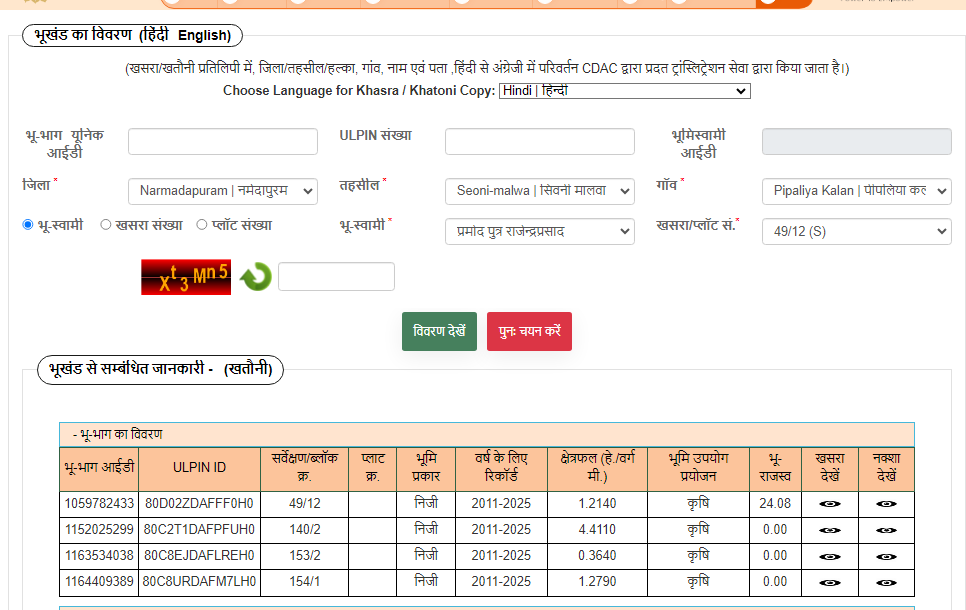 भूखंड का विवरण (हिंदी English)
(खसरा/खतौनी प्रतिलिपी में, जिला/तहसील/हल्का, गांव, नाम एवं पता ,हिंदी से अंग्रेजी में परिवर्तन CDAC द्वारा प्रदत ट्रांस्लिट्रेशन सेवा द्वारा किया जाता है।)
Choose Language for Khasra / Khatoni Copy: Hindi | हिन्दी
भू-भाग यूनिक आईडी ULPIN संख्या भूमिस्वामी आईडी
जिला * Narmadapuram | नर्मदापुरम तहसील * Seoni-malwa | सिवनी मालवा गाँव * Pipaliya Kalan | पीपलिया कल
भू-स्वामी खसरा संख्या प्लॉट संख्या भू-स्वामी * प्रमोद पुत्र राजेन्द्रप्रसाद खसरा/प्लॉट सं.* 49/12 (S)
Xt3Mn5
विवरण देखें पुनः चयन करें
भूखंड से सम्बंधित जानकारी - (खतौनी)
- भू-भाग का विवरण
भू-भाग आईडी ULPIN ID सर्वेक्षण/ब्लॉक क्र. प्लाट क्र. भूमि प्रकार वर्ष के लिए रिकॉर्ड क्षेत्रफल (हे./वर्ग मी.) भूमि उपयोग प्रयोजन भू-राजस्व खसरा देखें नक्शा देखें
1059782433 80D02ZDAFFF0H0 49/12 निजी 2011-2025 1.2140 कृषि 24.08
1152025299 80C2T1DAFPFUH0 140/2 निजी 2011-2025 4.4110 कृषि 0.00
1163534038 80C8EJDAFLREH0 153/2 निजी 2011-2025 0.3640 कृषि 0.00
1164409389 80C8URDAFM7LH0 154/1 निजी 2011-2025 1.2790 कृषि 0.00